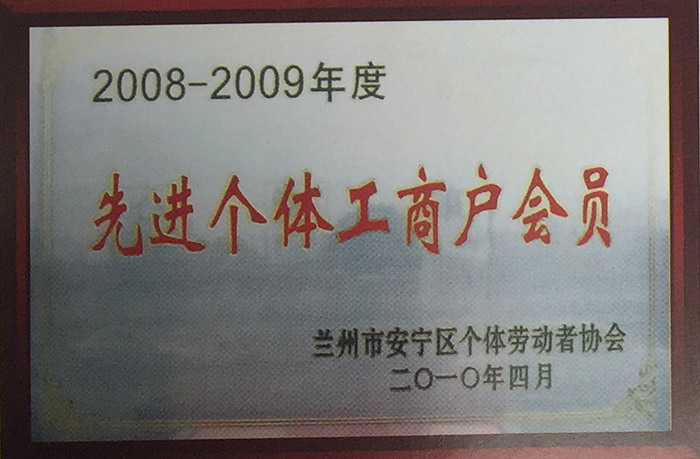 2008-2009年度
先进个体工商户会员
兰州市安宁区个体劳动者协会
二〇一〇年四月